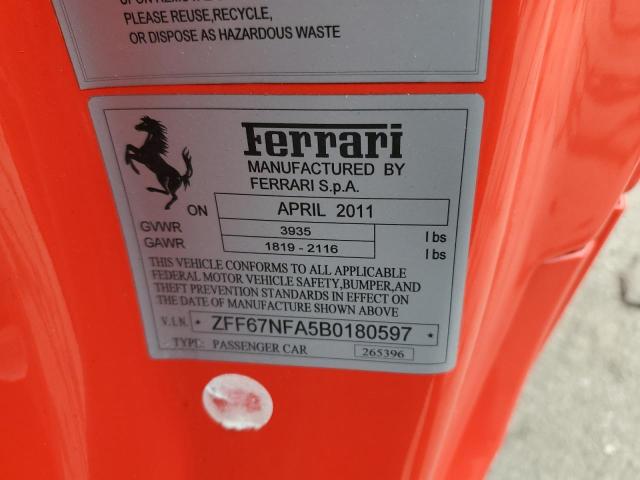 PLEASE REUSE,RECYCLE,
OR DISPOSE AS HAZARDOUS WASTE
Ferrari
MANUFACTURED BY
FERRARI S.p.A.
ON APRIL 2011
GVWR 3935 lbs
GAWR 1819 - 2116 lbs
THIS VEHICLE CONFORMS TO ALL APPLICABLE
FEDERAL MOTOR VEHICLE SAFETY,BUMPER,AND
THEFT PREVENTION STANDARDS IN EFFECT ON
THE DATE OF MANUFACTURE SHOWN ABOVE
V.I.N. * ZFF67NFA5B0180597 *
TYPE: PASSENGER CAR 265396